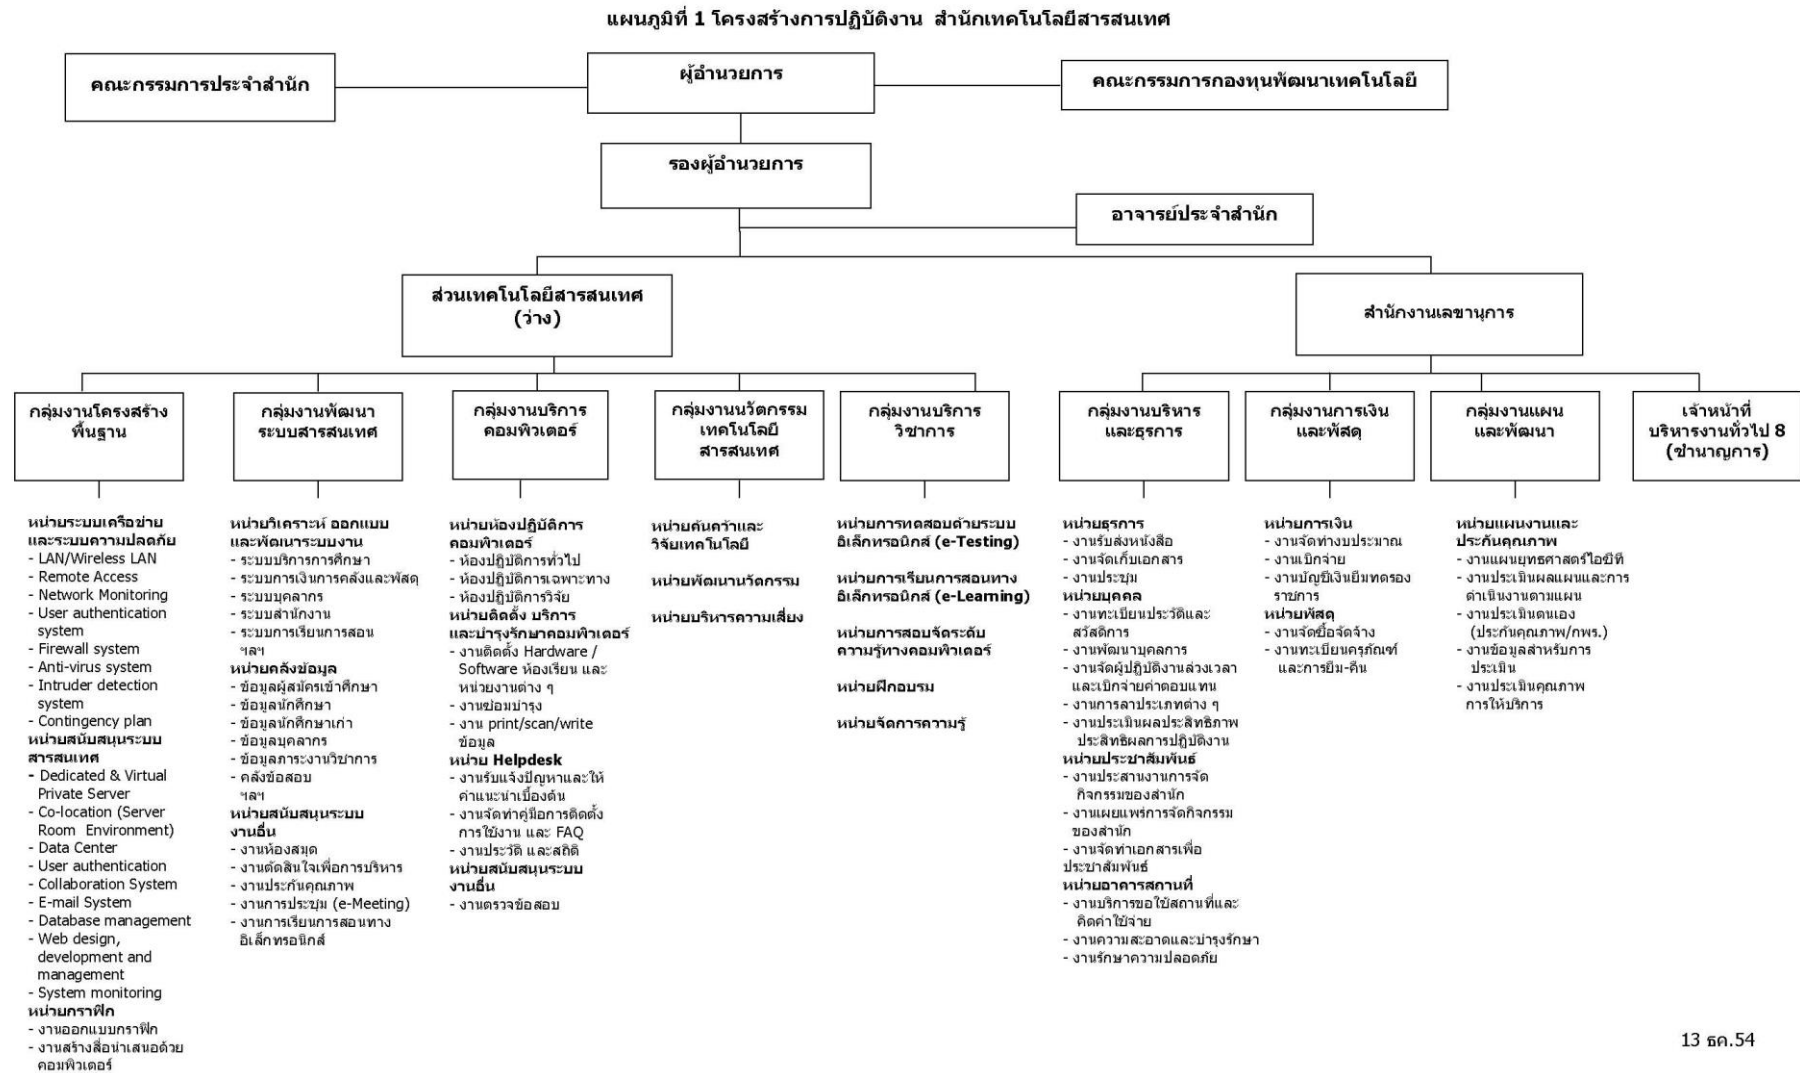 แผนภูมิที่ 1 โครงสร้างการปฏิบัติงาน สำนักเทคโนโลยีสารสนเทศ
คณะกรรมการประจำสำนัก
ผู้อำนวยการ
คณะกรรมการกองทุนพัฒนาเทคโนโลยี
รองผู้อำนวยการ
อาจารย์ประจำสำนัก
ส่วนเทคโนโลยีสารสนเทศ
(ว่าง)
สำนักงานเลขานุการ
กลุ่มงานโครงสร้าง
พื้นฐาน
กลุ่มงานพัฒนา
ระบบสารสนเทศ
กลุ่มงานบริการ
คอมพิวเตอร์
กลุ่มงานนวัตกรรม
เทคโนโลยี
สารสนเทศ
กลุ่มงานบริการ
วิชาการ
กลุ่มงานบริหาร
และธุรการ
กลุ่มงานการเงิน
และพัสดุ
กลุ่มงานแผน
และพัฒนา
เจ้าหน้าที่
บริหารงานทั่วไป 8
(ชำนาญการ)
หน่วยระบบเครือข่าย
และระบบความปลดภัย
- LAN/Wireless LAN
- Remote Access
- Network Monitoring
- User authentication
system
- Firewall system
- Anti-virus system
- Intruder detection
system
- Contingency plan
หน่วยสนับสนุนระบบ
สารสนเทศ
- Dedicated & Virtual
Private Server
- Co-location (Server
Room Environment)
- Data Center
- User authentication
- Collaboration System
- E-mail System
- Database management
- Web design,
development and
management
- System monitoring
หน่วยกราฟิก
- งานออกแบบกราฟิก
- งานสร้างสื่อนำเสนอด้วย
คอมพิวเตอร์
หน่วยวิเคราะห์ ออกแบบ
และพัฒนาระบบงาน
- ระบบบริการการศึกษา
- ระบบการเงินการคลังและพัสดุ
- ระบบบุคลากร
- ระบบสำนักงาน
- ระบบการเรียนการสอน
ฯลฯ
หน่วยคลังข้อมูล
- ข้อมูลผู้สมัครเข้าศึกษา
- ข้อมูลนักศึกษา
- ข้อมูลนักศึกษาเก่า
- ข้อมูลบุคลากร
- ข้อมูลภาระงานวิชาการ
- คลังข้อสอบ
ฯลฯ
หน่วยสนับสนุนระบบ
งานอื่น
- งานห้องสมุด
- งานตัดสินใจเพื่อการบริหาร
- งานประกันคุณภาพ
- งานการประชุม (e-Meeting)
- งานการเรียนการสอนทาง
อิเล็กทรอนิกส์
หน่วยห้องปฏิบัติการ
คอมพิวเตอร์
- ห้องปฏิบัติการทั่วไป
- ห้องปฏิบัติการเฉพาะทาง
- ห้องปฏิบัติการวิจัย
หน่วยติดตั้ง บริการ
และบำรุงรักษาคอมพิวเตอร์
- งานติดตั้ง Hardware /
Software ห้องเรียน และ
หน่วยงานต่าง ๆ
- งานซ่อมบำรุง
- งาน print/scan/write
ข้อมูล
หน่วย Helpdesk
- งานรับแจ้งปัญหาและให้
คำแนะนำเบื้องต้น
- งานจัดทำคู่มือการติดตั้ง
การใช้งาน และ FAQ
- งานประวัติ และสถิติ
หน่วยสนับสนุนระบบ
งานอื่น
- งานตรวจข้อสอบ
หน่วยค้นคว้าและ
วิจัยเทคโนโลยี
หน่วยพัฒนานวัตกรรม
หน่วยบริหารความเสี่ยง
หน่วยการทดสอบด้วยระบบ
อิเล็กทรอนิกส์ (e-Testing)
หน่วยการเรียนการสอนทาง
อิเล็กทรอนิกส์ (e-Learning)
หน่วยการสอบจัดระดับ
ความรู้ทางคอมพิวเตอร์
หน่วยฝึกอบรม
หน่วยจัดการความรู้
หน่วยธุรการ
- งานรับส่งหนังสือ
- งานจัดเก็บเอกสาร
- งานประชุม
หน่วยบุคคล
- งานทะเบียนประวัติและ
สวัสดิการ
- งานพัฒนาบุคลการ
- งานจัดผู้ปฏิบัติงานล่วงเวลา
และเบิกจ่ายค่าตอบแทน
- งานการลาประเภทต่าง ๆ
- งานประเมินผลประสิทธิภาพ
ประสิทธิผลการปฏิบัติงาน
หน่วยประชาสัมพันธ์
- งานประสานงานการจัด
กิจกรรมของสำนัก
- งานเผยแพร่การจัดกิจกรรม
ของสำนัก
- งานจัดทำเอกสารเพื่อ
ประชาสัมพันธ์
หน่วยอาคารสถานที่
- งานบริการขอใช้สถานที่และ
คิดค่าใช้จ่าย
- งานความสะอาดและบำรุงรักษา
- งานรักษาความปลอดภัย
หน่วยการเงิน
- งานจัดทำงบประมาณ
- งานเบิกจ่าย
- งานบัญชีเงินยืมทดรอง
ราชการ
หน่วยพัสดุ
- งานจัดซื้อจัดจ้าง
- งานทะเบียนครุภัณฑ์
และการยืม-คืน
หน่วยแผนงานและ
ประกันคุณภาพ
- งานแผนยุทธศาสตร์ไอซีที
- งานประเมินผลแผนและการ
ดำเนินงานตามแผน
- งานประเมินตนเอง
(ประกันคุณภาพ/กพร.)
- งานข้อมูลสำหรับการ
ประเมิน
- งานประเมินคุณภาพ
การให้บริการ
13 ธค.54